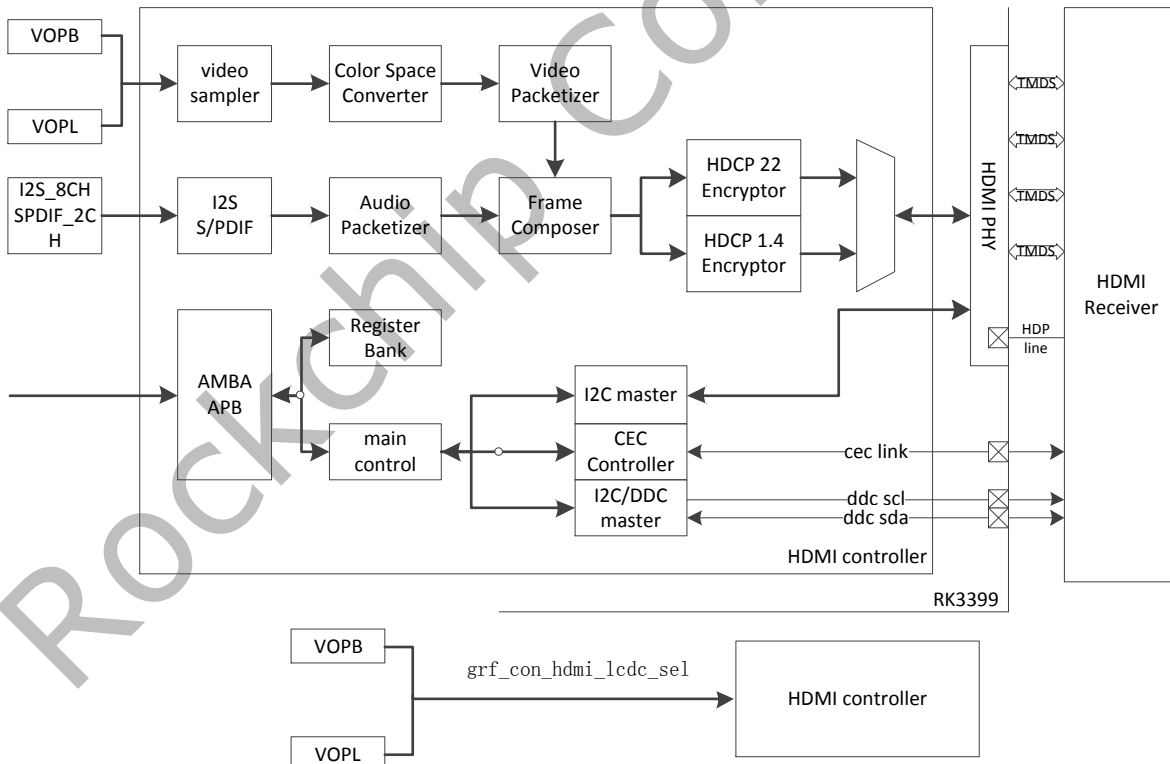 VOPB
VOPL
video
sampler
Color Space
Converter
Video
Packetizer
I2S_8CH
SPDIF_2C
H
I2S
S/PDIF
Audio
Packetizer
Frame
Composer
HDCP 22
Encryptor
HDCP 1.4
Encryptor
HDMI PHY
TMDS
TMDS
TMDS
TMDS
HDP
line
HDMI
Receiver
AMBA
APB
Register
Bank
main
control
I2C master
CEC
Controller
I2C/DDC
master
cec link
ddc scl
ddc sda
HDMI controller
RK3399
VOPB
VOPL
grf_con_hdmi_lcdc_sel
HDMI controller
Rockchip Co